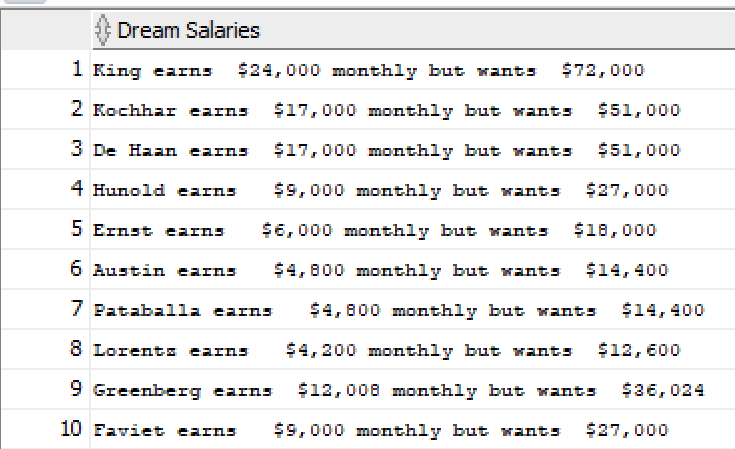 Dream Salaries
1 King earns  $24,000 monthly but wants  $72,000
2 Kochhar earns  $17,000 monthly but wants  $51,000
3 De Haan earns  $17,000 monthly but wants  $51,000
4 Hunold earns   $9,000 monthly but wants  $27,000
5 Ernst earns   $6,000 monthly but wants  $18,000
6 Austin earns   $4,800 monthly but wants  $14,400
7 Pataballa earns   $4,800 monthly but wants  $14,400
8 Lorentz earns   $4,200 monthly but wants  $12,600
9 Greenberg earns  $12,008 monthly but wants  $36,024
10 Faviet earns   $9,000 monthly but wants  $27,000